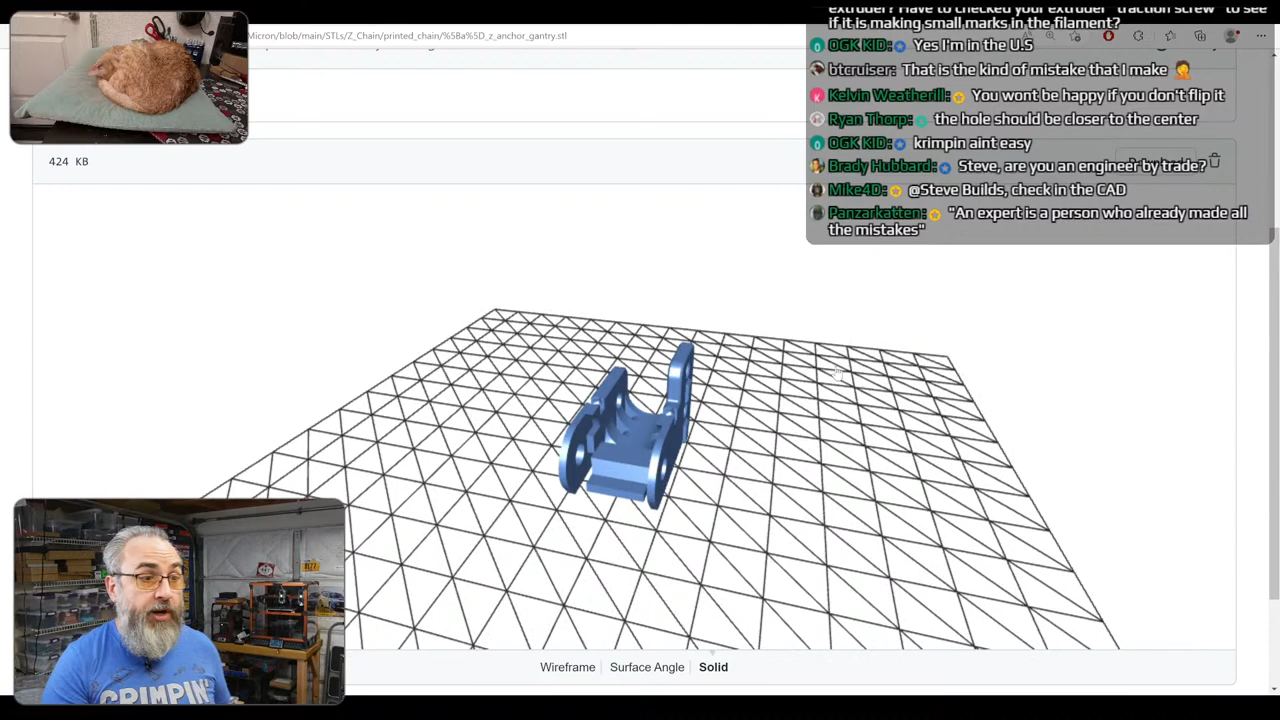 extruder? Have to checked your extruder "traction screw" to see
if it is making small marks in the filament?
Micron/blob/main/STLs/Z_Chain/printed_chain/%5Ba%5D_z_anchor_gantry.stl
OGK KID: Yes I'm in the U.S
btcruiser: That is the kind of mistake that I make 🤦
Kelvin Weatherill: You wont be happy if you don't flip it
Ryan Thorp: the hole should be closer to the center
OGK KID: krimpin aint easy
424 KB
Brady Hubbard: Steve, are you an engineer by trade?
Mike4D: @Steve Builds, check in the CAD
Panzarkatten: "An expert is a person who already made all
the mistakes"
Wireframe Surface Angle Solid
CRIMPIN'